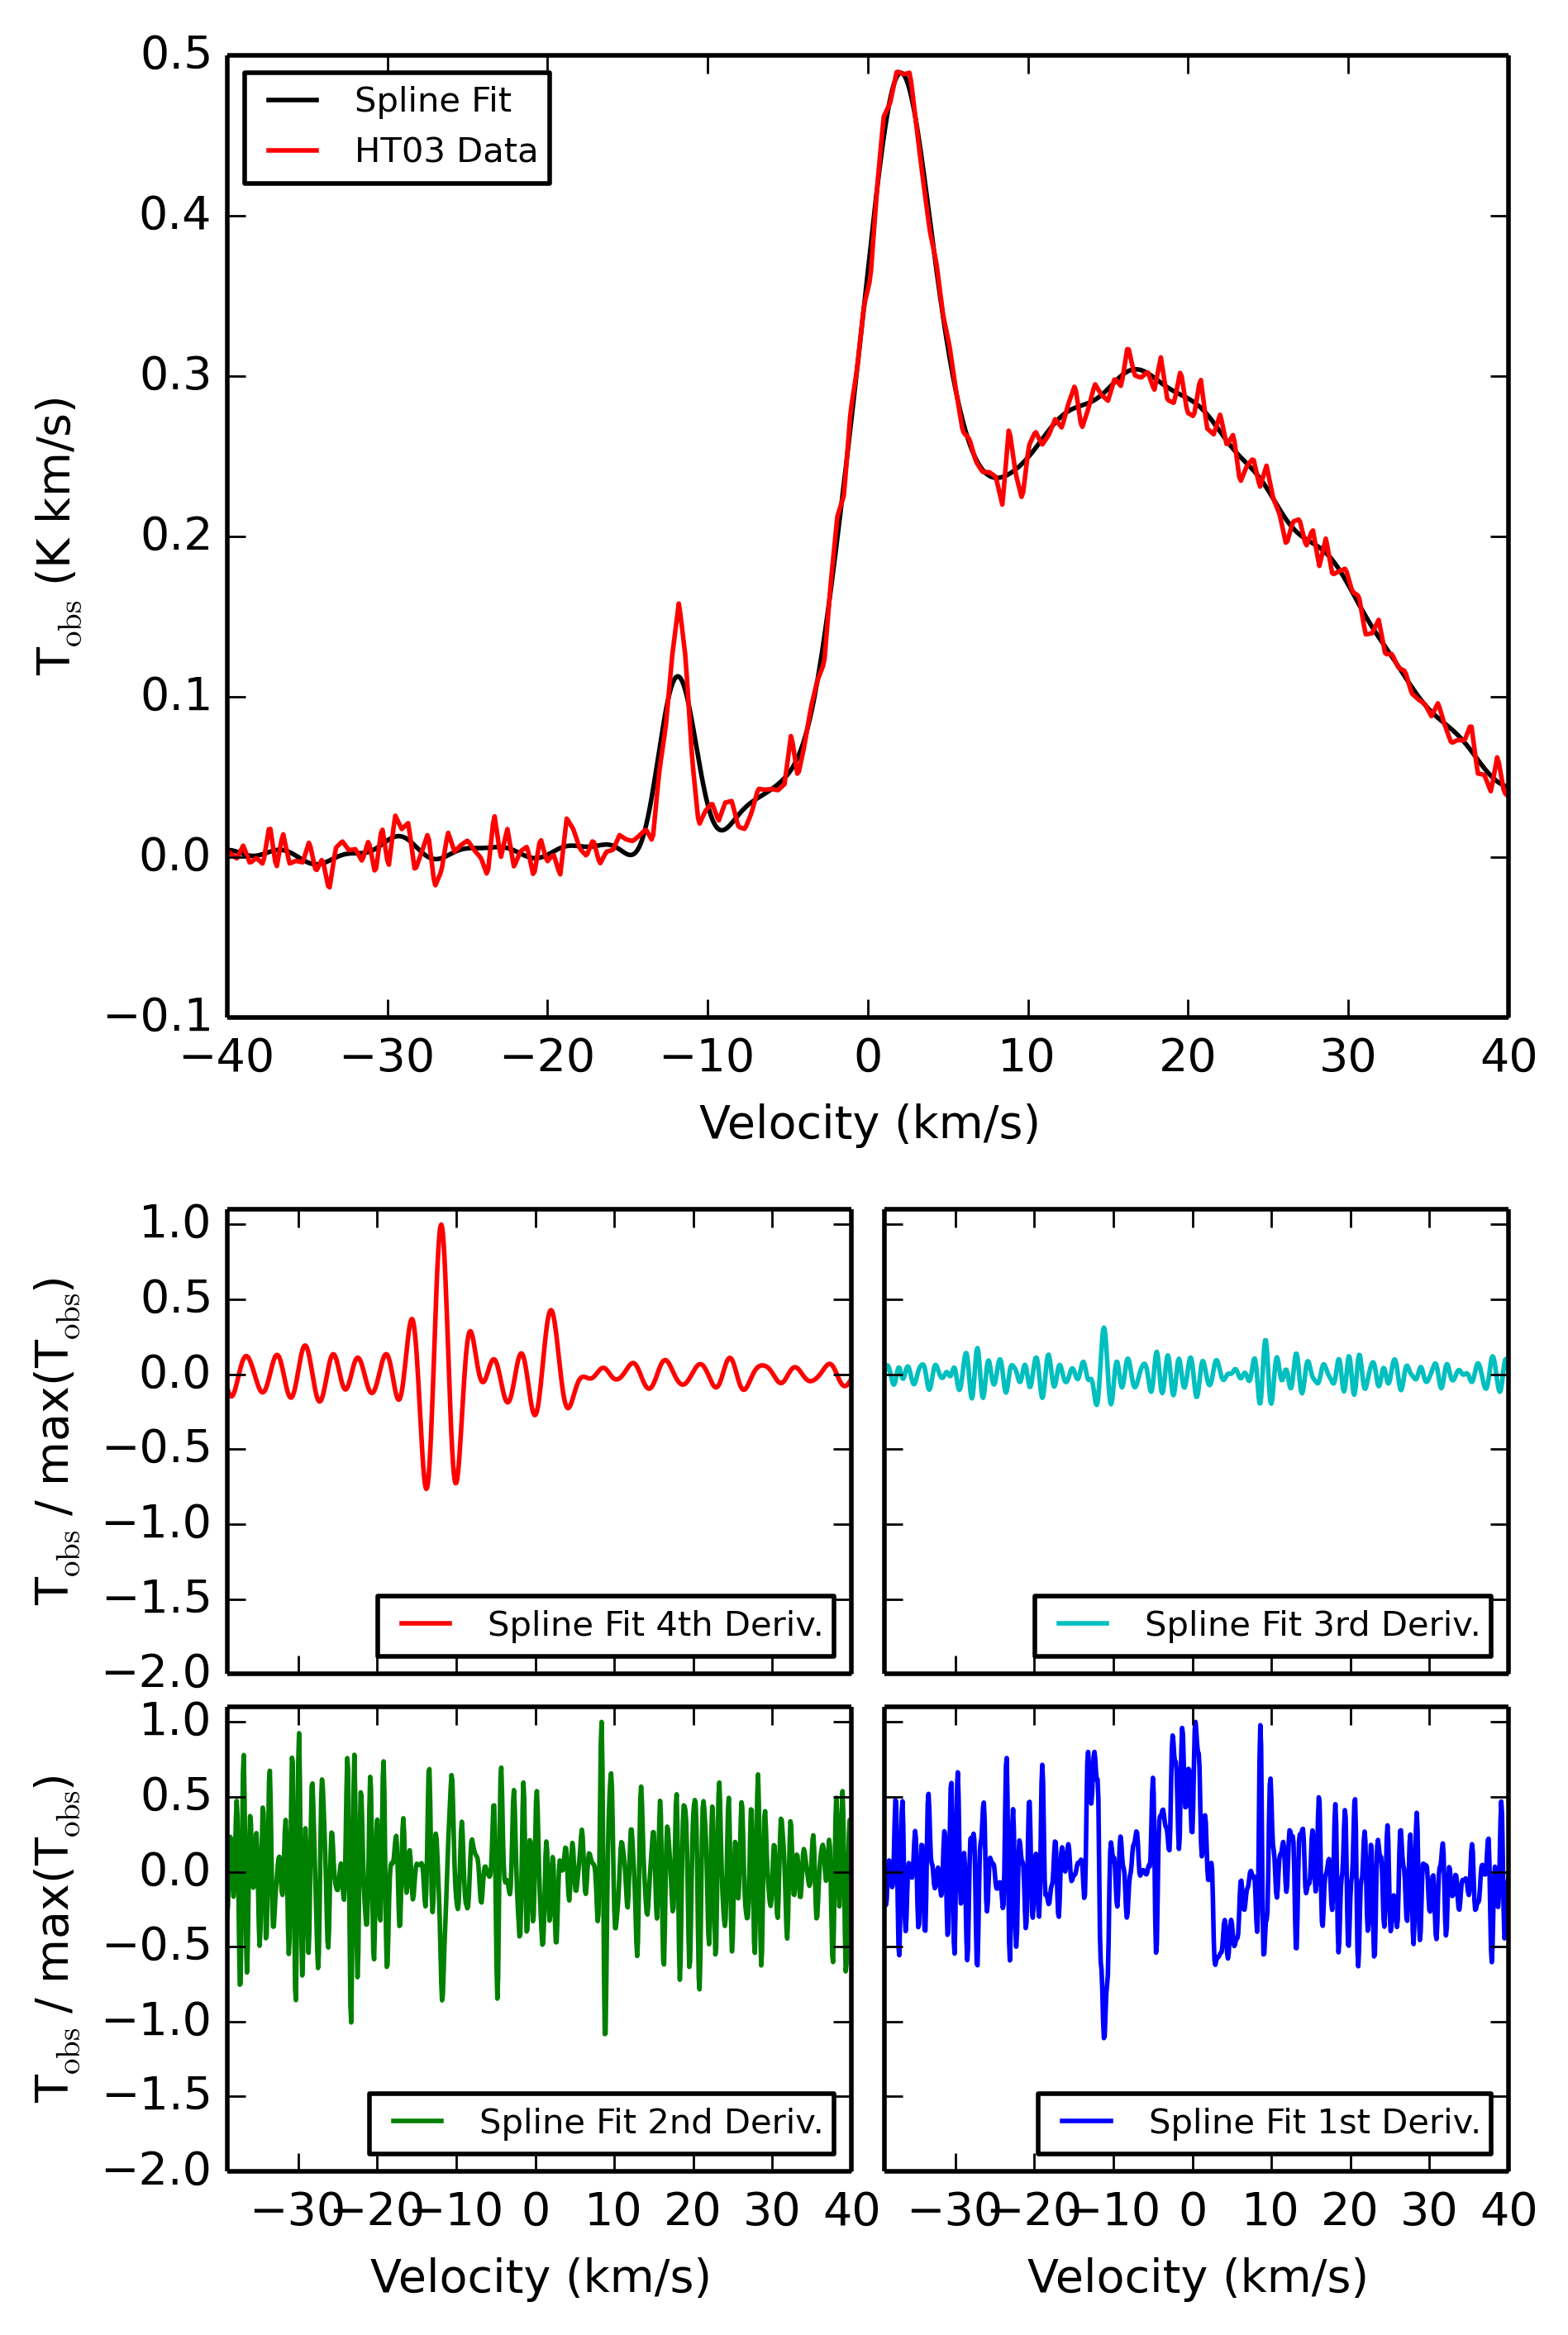 0.5
Spline Fit
HT03 Data
0.4
0.3
0.2
0.1
0.0
−0.1
T_obs (K km/s)
−40 −30 −20 −10 0 10 20 30 40
Velocity (km/s)
1.0
0.5
0.0
−0.5
−1.0
−1.5
−2.0
T_obs / max(T_obs)
Spline Fit 4th Deriv.
Spline Fit 3rd Deriv.
1.0
0.5
0.0
−0.5
−1.0
−1.5
−2.0
T_obs / max(T_obs)
Spline Fit 2nd Deriv.
Spline Fit 1st Deriv.
−30 −20 −10 0 10 20 30 40
−30 −20 −10 0 10 20 30 40
Velocity (km/s)
Velocity (km/s)